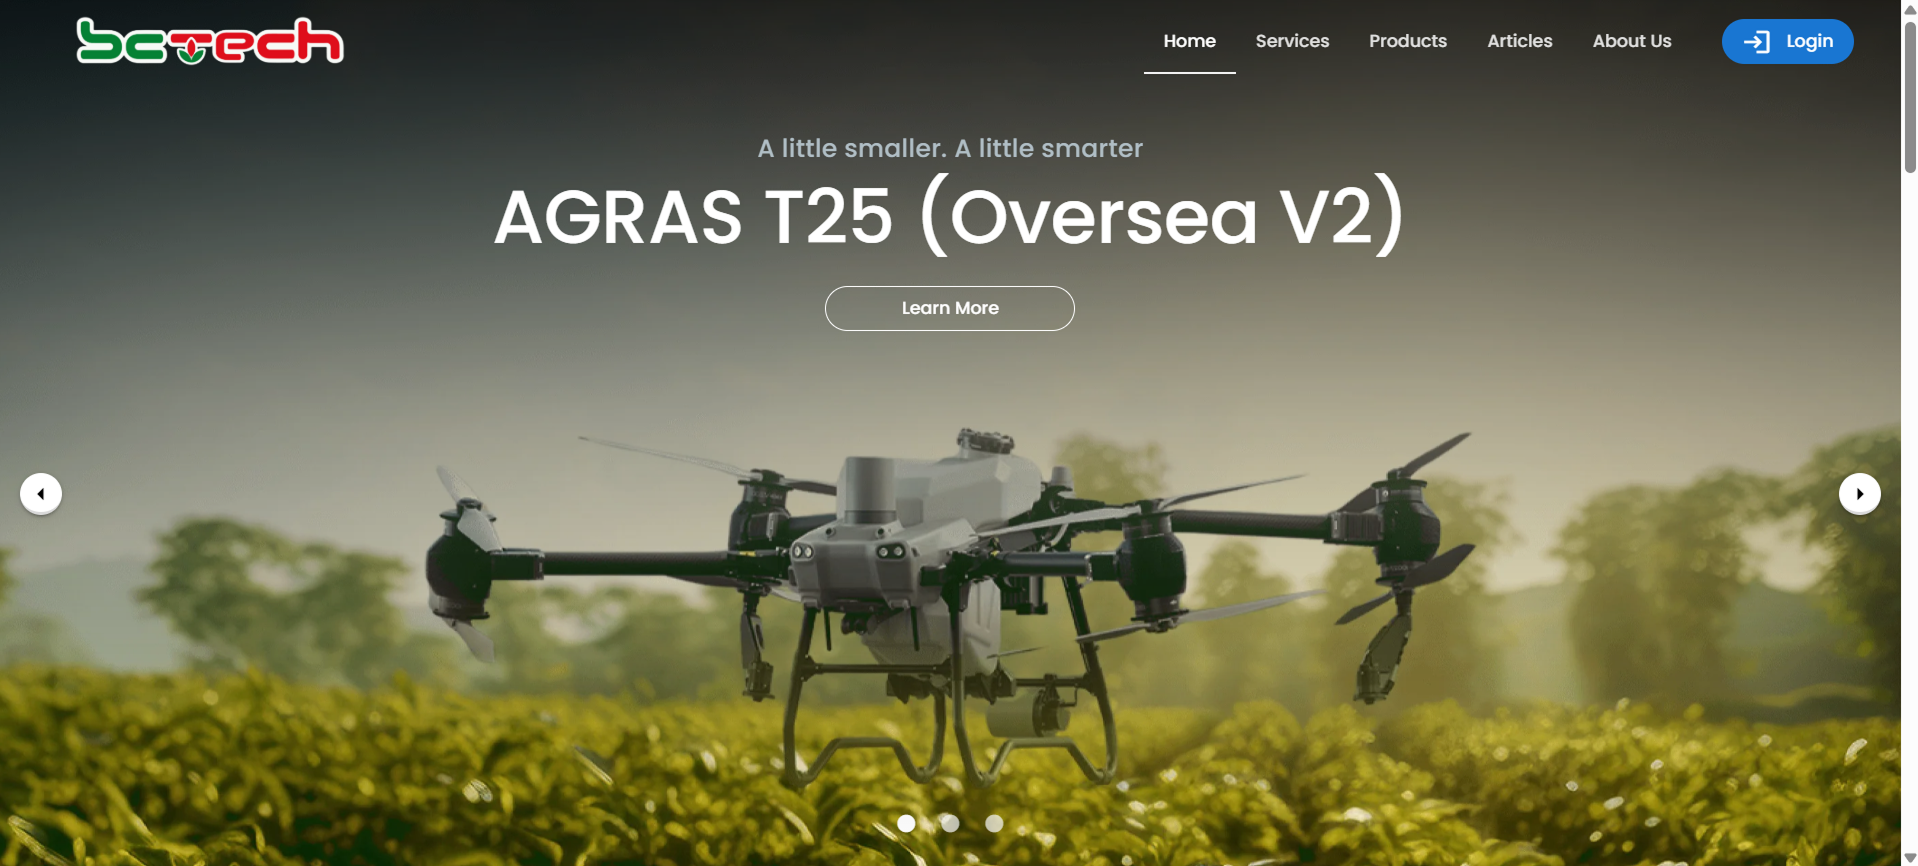 bctech
Home
Services
Products
Articles
About Us
Login
A little smaller. A little smarter
AGRAS T25 (Oversea V2)
Learn More